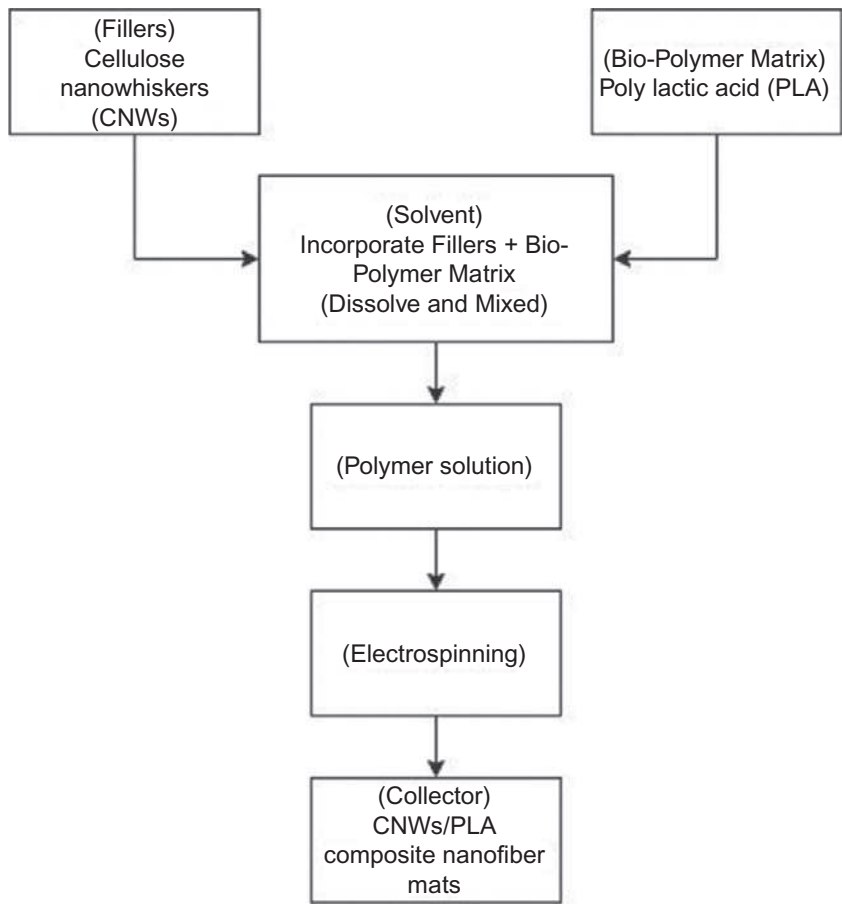 (Fillers)
Cellulose
nanowhiskers
(CNWs)
(Bio-Polymer Matrix)
Poly lactic acid (PLA)
(Solvent)
Incorporate Fillers + Bio-
Polymer Matrix
(Dissolve and Mixed)
(Polymer solution)
(Electrospinning)
(Collector)
CNWs/PLA
composite nanofiber
mats